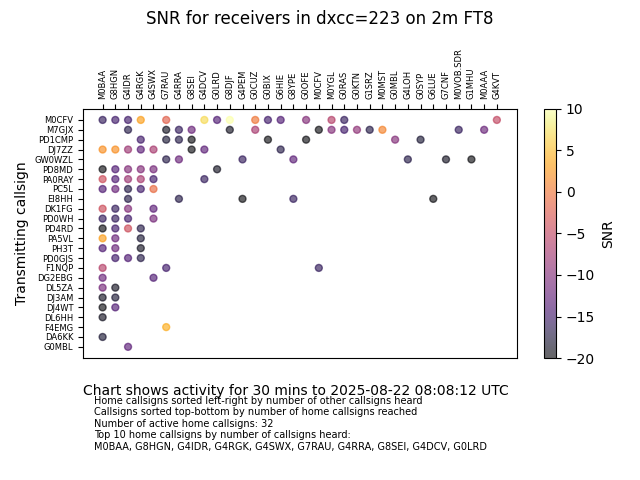 SNR for receivers in dxcc=223 on 2m FT8
M0BAA G8HGN G4IDR G4RGK G4SWX G7RAU G4RRA G8SEI G4DCV G0LRD G8DJF G4PEM G0CUZ G0BIX G6HIE G8YPE G0OFE M0CFV M0YGL G0RAS G0KTN G1SRZ M0MST G0MBL G4LOH G0SYP G6LUE G7CNF M0VOB.SDR G1MHU M0AAA G4KVT
M0CFV
M7GJX
PD1CMP
DJ7ZZ
GW0WZL
PD8MD
PA0RAY
PC5L
EI8HH
DK1FG
PD0WH
PD4RD
PA5VL
PH3T
PD0GJS
F1NQP
DG2EBG
DL5ZA
DJ3AM
DJ4WT
DL6HH
F4EMG
DA6KK
G0MBL
Transmitting callsign
10
5
0
−5
−10
−15
−20
SNR
Chart shows activity for 30 mins to 2025-08-22 08:08:12 UTC
Home callsigns sorted left-right by number of other callsigns heard
Callsigns sorted top-bottom by number of home callsigns reached
Number of active home callsigns: 32
Top 10 home callsigns by number of callsigns heard:
M0BAA, G8HGN, G4IDR, G4RGK, G4SWX, G7RAU, G4RRA, G8SEI, G4DCV, G0LRD